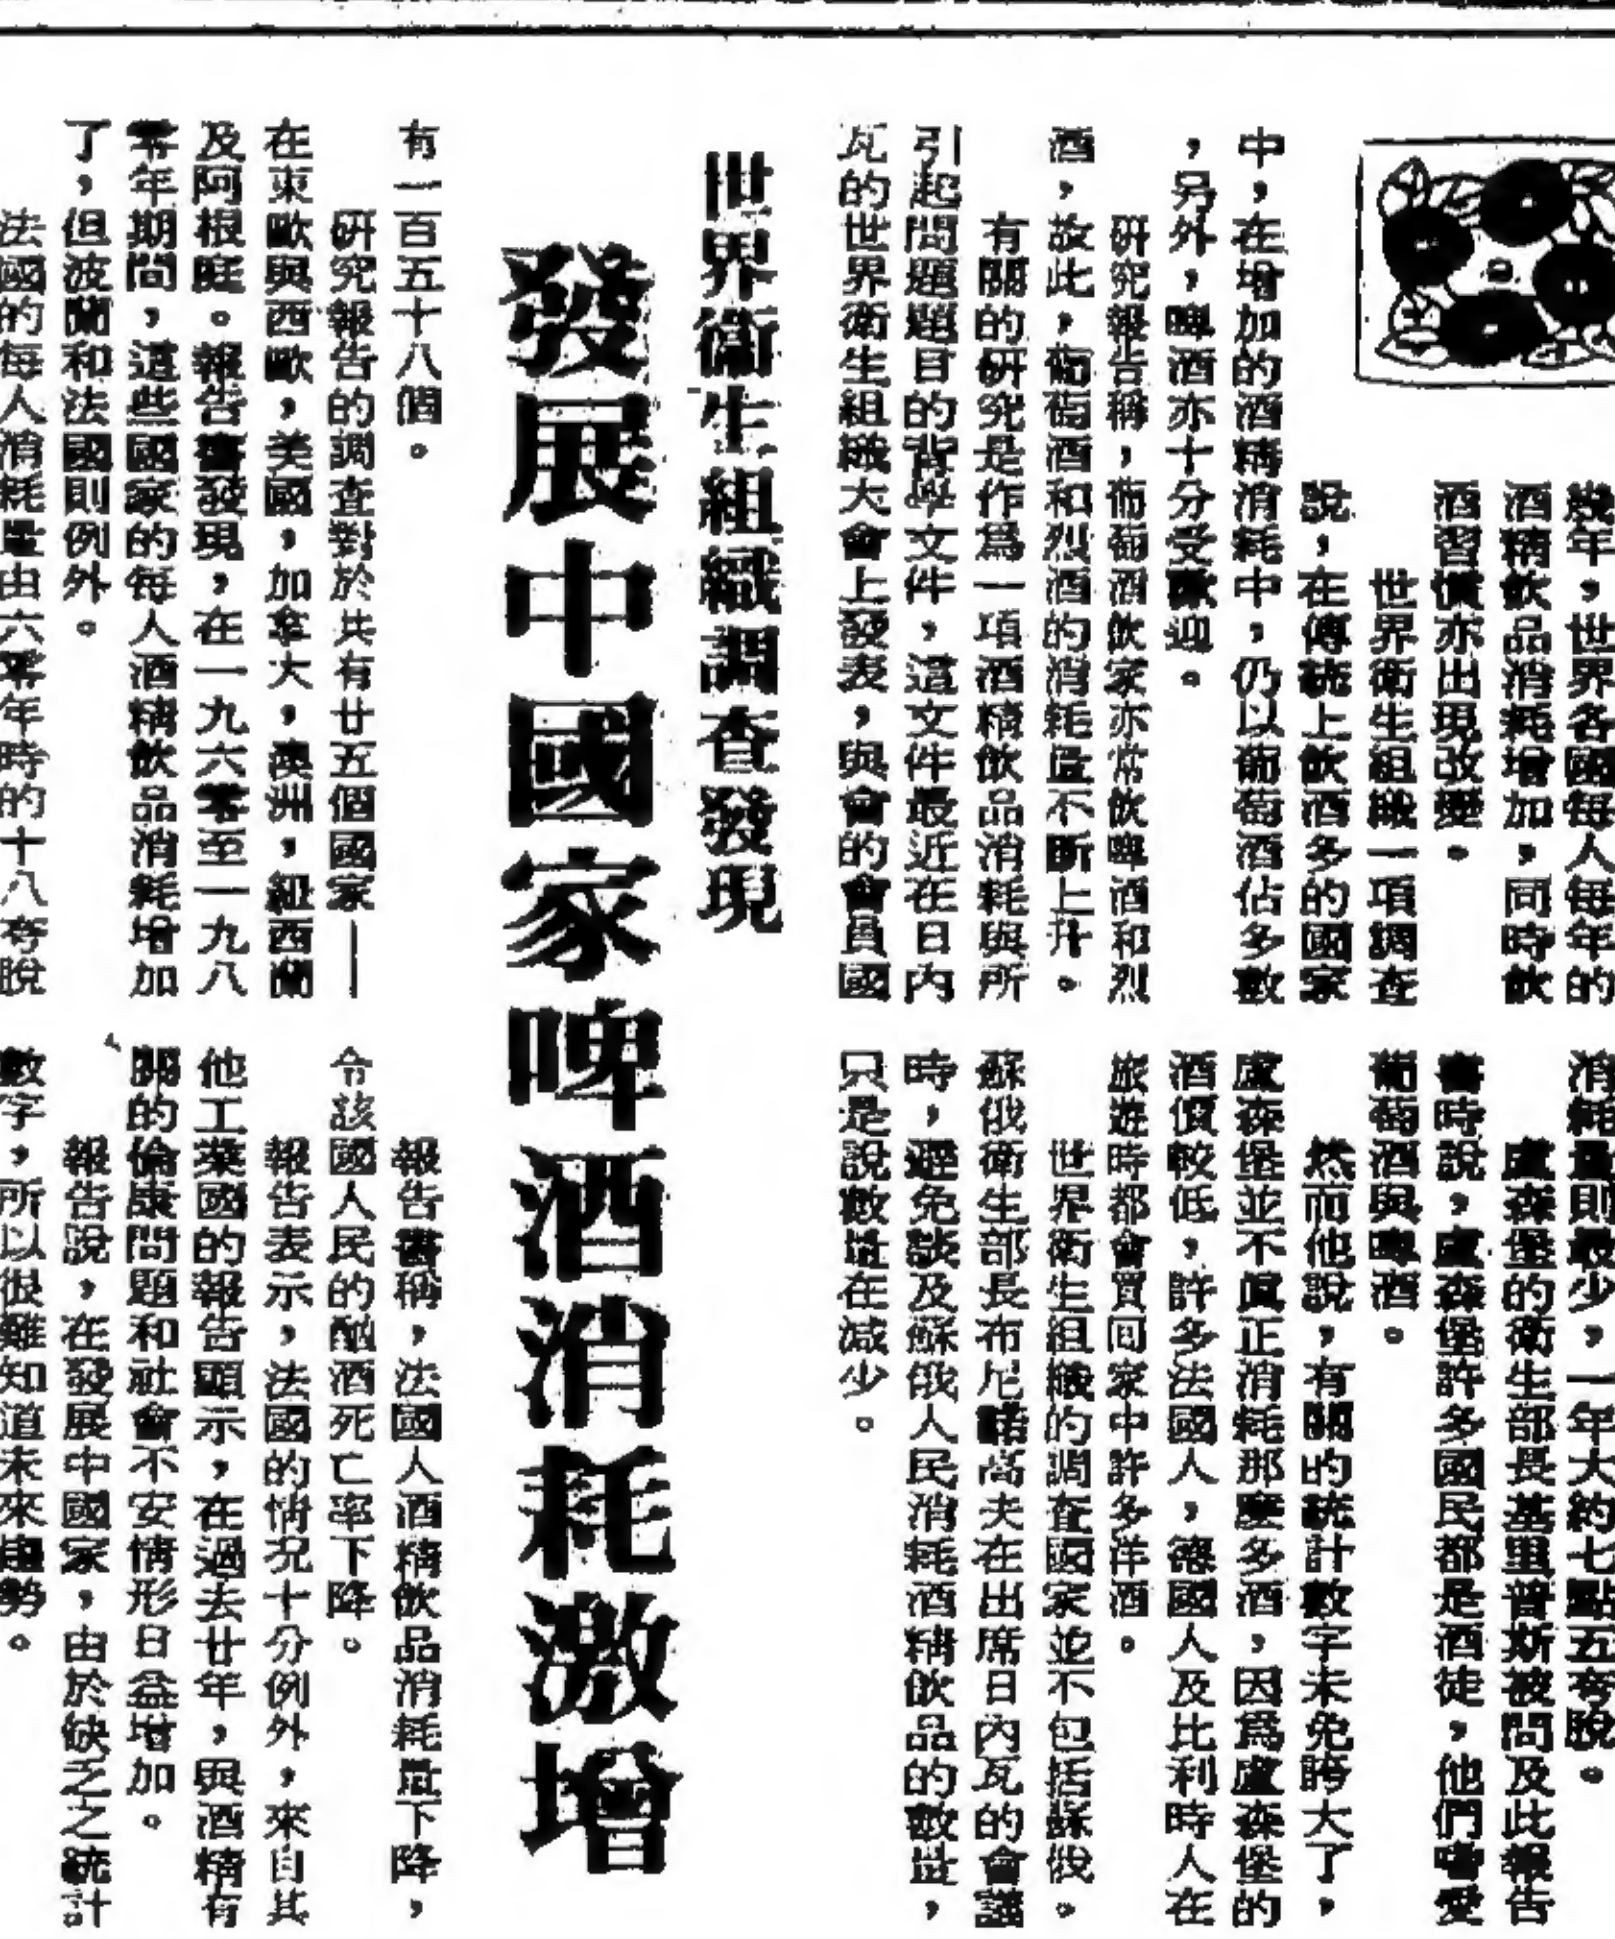 世界衞生組織調查發現
發展中國家啤酒消耗激增
幾年，世界各國每人每年的
酒精飲品消耗增加，同時飲
酒習慣亦出現改變。
世界衞生組織一項調查
說，在傳統上飲酒多的國家
中，在增加的酒精消耗中，仍以葡萄酒佔多數
，另外，啤酒亦十分受歡迎。
研究報告稱，葡萄酒飲家亦常飲啤酒和烈
酒，故此，葡萄酒和烈酒的消耗量不斷上升。
有關的研究是作爲一項酒精飲品消耗與所
引起問題題目的背學文件，這文件最近在日內
瓦的世界衞生組織大會上發表，與會的會員國
有一百五十八個。
研究報告的調查對於共有廿五個國家——
在東歐與西歐，美國，加拿大，澳洲，紐西蘭
及阿根庭。報告書發現，在一九六零至一九八
零年期間，這些國家的每人酒精飲品消耗增加
了，但波蘭和法國則例外。
法國的每人消耗量由六零年時的十八夸脫
消耗量則最少，一年大約七點五夸脫。
盧森堡的衞生部長基里普斯被問及此報告
書時說，盧森堡許多國民都是酒徒，他們嗜愛
葡萄酒與啤酒。
然而他說，有關的統計數字未免誇大了，
盧森堡並不眞正消耗那麼多酒，因爲盧森堡的
酒價較低，許多法國人，德國人及比利時人在
旅遊時都會買回家中許多洋酒。
世界衞生組織的調查國家並不包括蘇俄。
蘇俄衞生部長布尼諾高夫在出席日內瓦的會議
時，避免談及蘇俄人民消耗酒精飲品的數量，
只是說數量在減少。
報告書稱，法國人酒精飲品消耗量下降，
令該國人民的酗酒死亡率下降。
報告表示，法國的情況十分例外，來自其
他工業國的報告顯示，在過去廿年，與酒精有
關的倫康問題和社會不安情形日益增加。
報告說，在發展中國家，由於缺乏之統計
數字，所以很難知道未來趨勢。